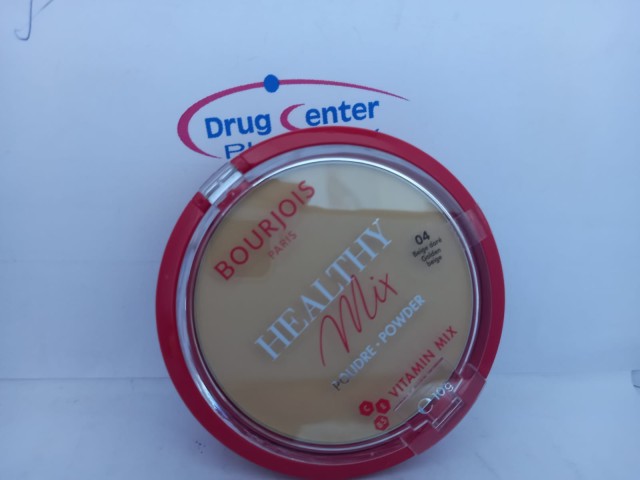 Drug Center
BOURJOIS
PARIS
HEALTHY
Mix
POUDRE - POWDER
04
Beige doré
Golden
beige
VITAMIN MIX
e 10g